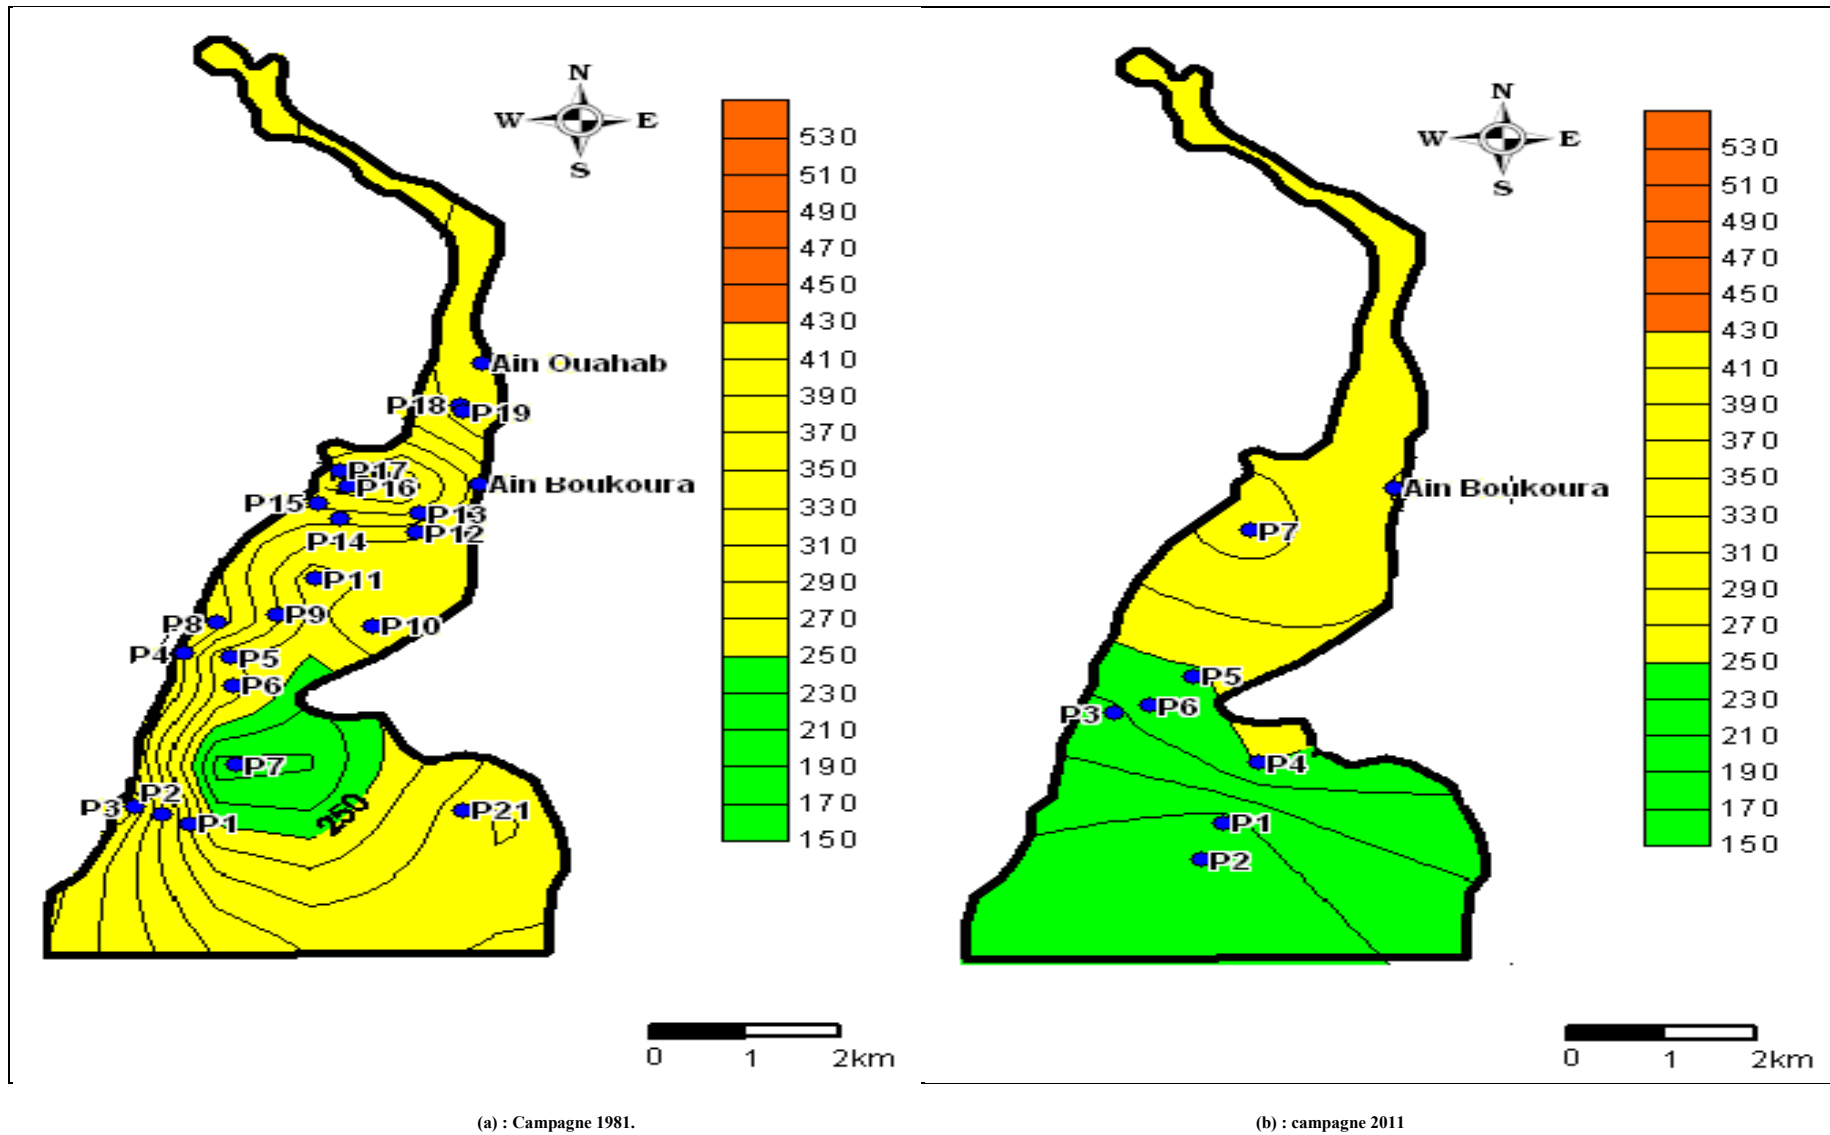 N
W E
S
530
510
490
470
450
430
410
390
370
350
330
310
290
270
250
230
210
190
170
150
Ain Ouahab
P18
P19
P17
P16
Ain Boukoura
P15
P13
P14
P12
P11
P9
P8
P10
P4
P5
P6
P7
P3
P2
P1
250
P21
0 1 2km
(a) : Campagne 1981.
N
W E
S
530
510
490
470
450
430
410
390
370
350
330
310
290
270
250
230
210
190
170
150
Ain Boukoura
P7
P5
P6
P3
P4
P1
P2
0 1 2km
(b) : campagne 2011